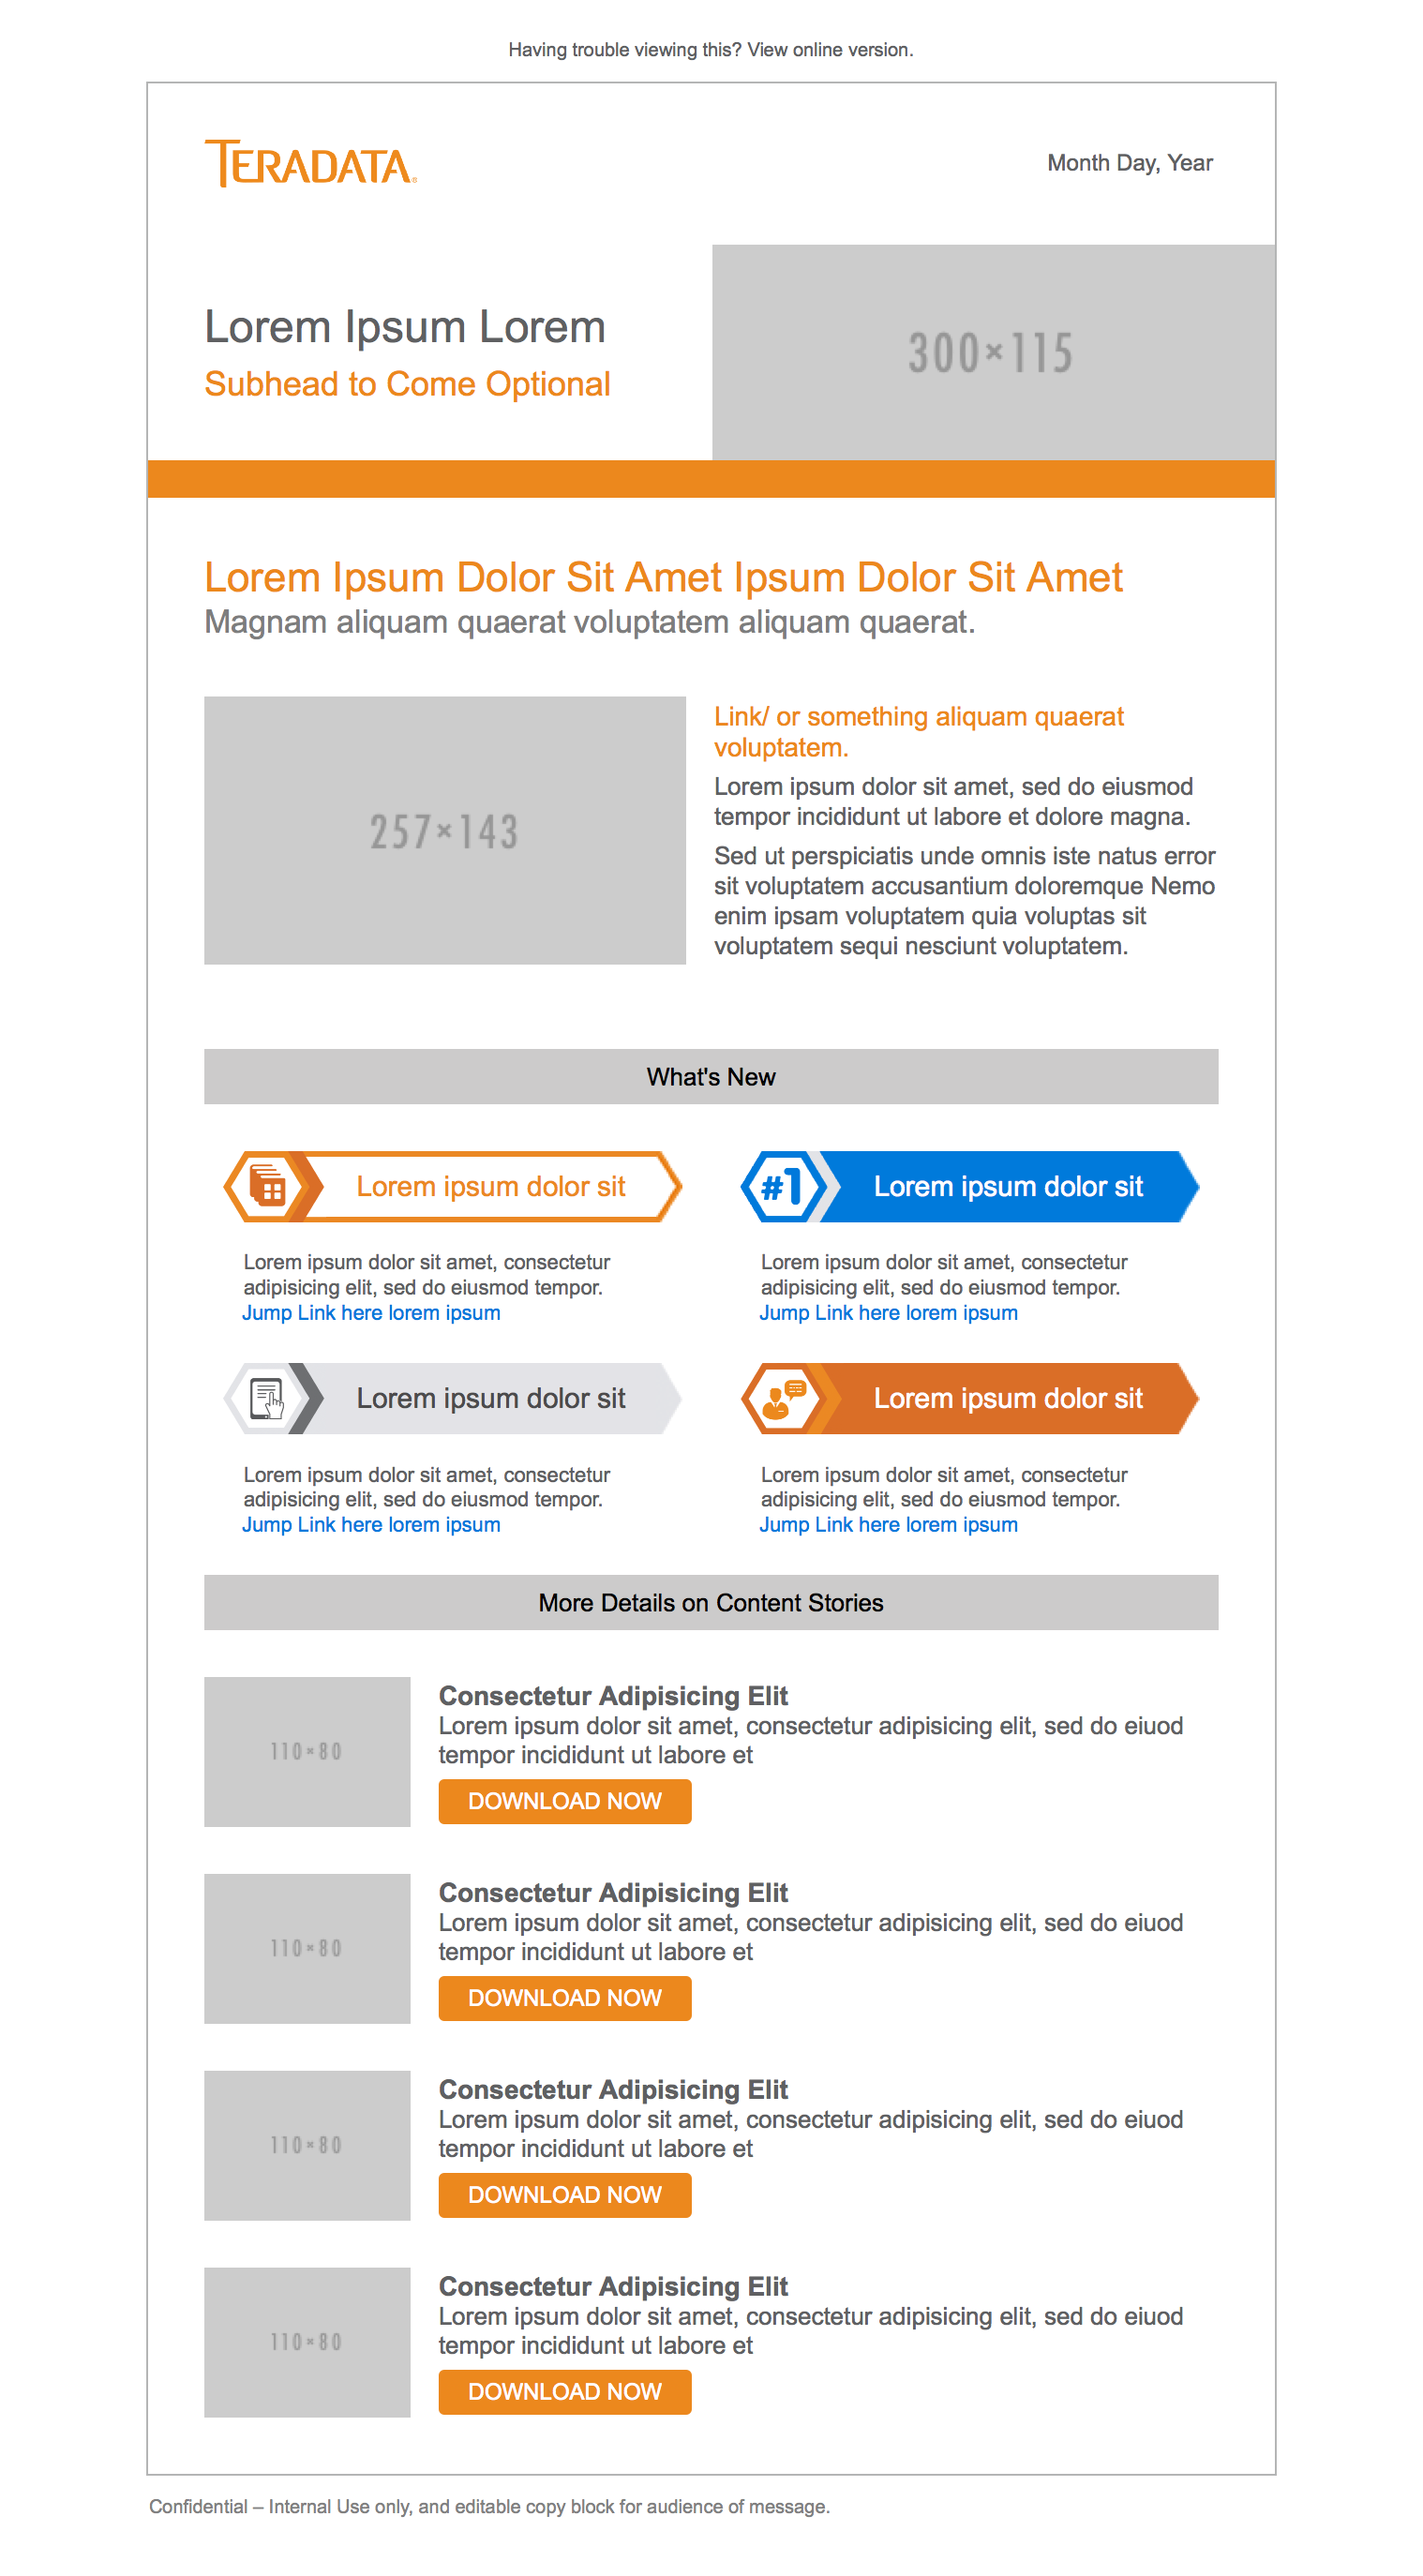 Having trouble viewing this? View online version.
TERADATA®
Month Day, Year
Lorem Ipsum Lorem
Subhead to Come Optional
300×115
Lorem Ipsum Dolor Sit Amet Ipsum Dolor Sit Amet
Magnam aliquam quaerat voluptatem aliquam quaerat.
257×143
Link/ or something aliquam quaerat
voluptatem.
Lorem ipsum dolor sit amet, sed do eiusmod
tempor incididunt ut labore et dolore magna.
Sed ut perspiciatis unde omnis iste natus error
sit voluptatem accusantium doloremque Nemo
enim ipsam voluptatem quia voluptas sit
voluptatem sequi nesciunt voluptatem.
What's New
Lorem ipsum dolor sit
Lorem ipsum dolor sit amet, consectetur
adipisicing elit, sed do eiusmod tempor.
Jump Link here lorem ipsum
#1
Lorem ipsum dolor sit
Lorem ipsum dolor sit amet, consectetur
adipisicing elit, sed do eiusmod tempor.
Jump Link here lorem ipsum
Lorem ipsum dolor sit
Lorem ipsum dolor sit amet, consectetur
adipisicing elit, sed do eiusmod tempor.
Jump Link here lorem ipsum
Lorem ipsum dolor sit
Lorem ipsum dolor sit amet, consectetur
adipisicing elit, sed do eiusmod tempor.
Jump Link here lorem ipsum
More Details on Content Stories
110×80
Consectetur Adipisicing Elit
Lorem ipsum dolor sit amet, consectetur adipisicing elit, sed do eiuod
tempor incididunt ut labore et
DOWNLOAD NOW
110×80
Consectetur Adipisicing Elit
Lorem ipsum dolor sit amet, consectetur adipisicing elit, sed do eiuod
tempor incididunt ut labore et
DOWNLOAD NOW
110×80
Consectetur Adipisicing Elit
Lorem ipsum dolor sit amet, consectetur adipisicing elit, sed do eiuod
tempor incididunt ut labore et
DOWNLOAD NOW
110×80
Consectetur Adipisicing Elit
Lorem ipsum dolor sit amet, consectetur adipisicing elit, sed do eiuod
tempor incididunt ut labore et
DOWNLOAD NOW
Confidential – Internal Use only, and editable copy block for audience of message.